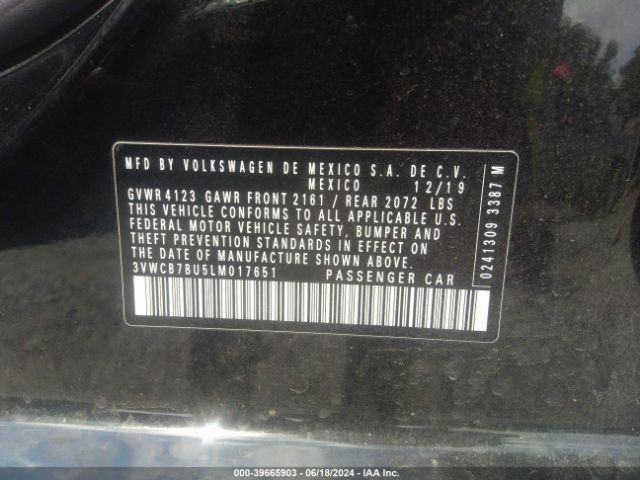 MFD BY VOLKSWAGEN DE MEXICO S.A. DE C.V.
MEXICO 12/19
GVWR 4123 GAWR FRONT 2161 / REAR 2072 LBS
THIS VEHICLE CONFORMS TO ALL APPLICABLE U.S.
FEDERAL MOTOR VEHICLE SAFETY, BUMPER AND
THEFT PREVENTION STANDARDS IN EFFECT ON
THE DATE OF MANUFACTURE SHOWN ABOVE.
3VWCB7BU5LM017651 PASSENGER CAR
0241309 3387 M
000-39665903 - 06/18/2024 - IAA Inc.